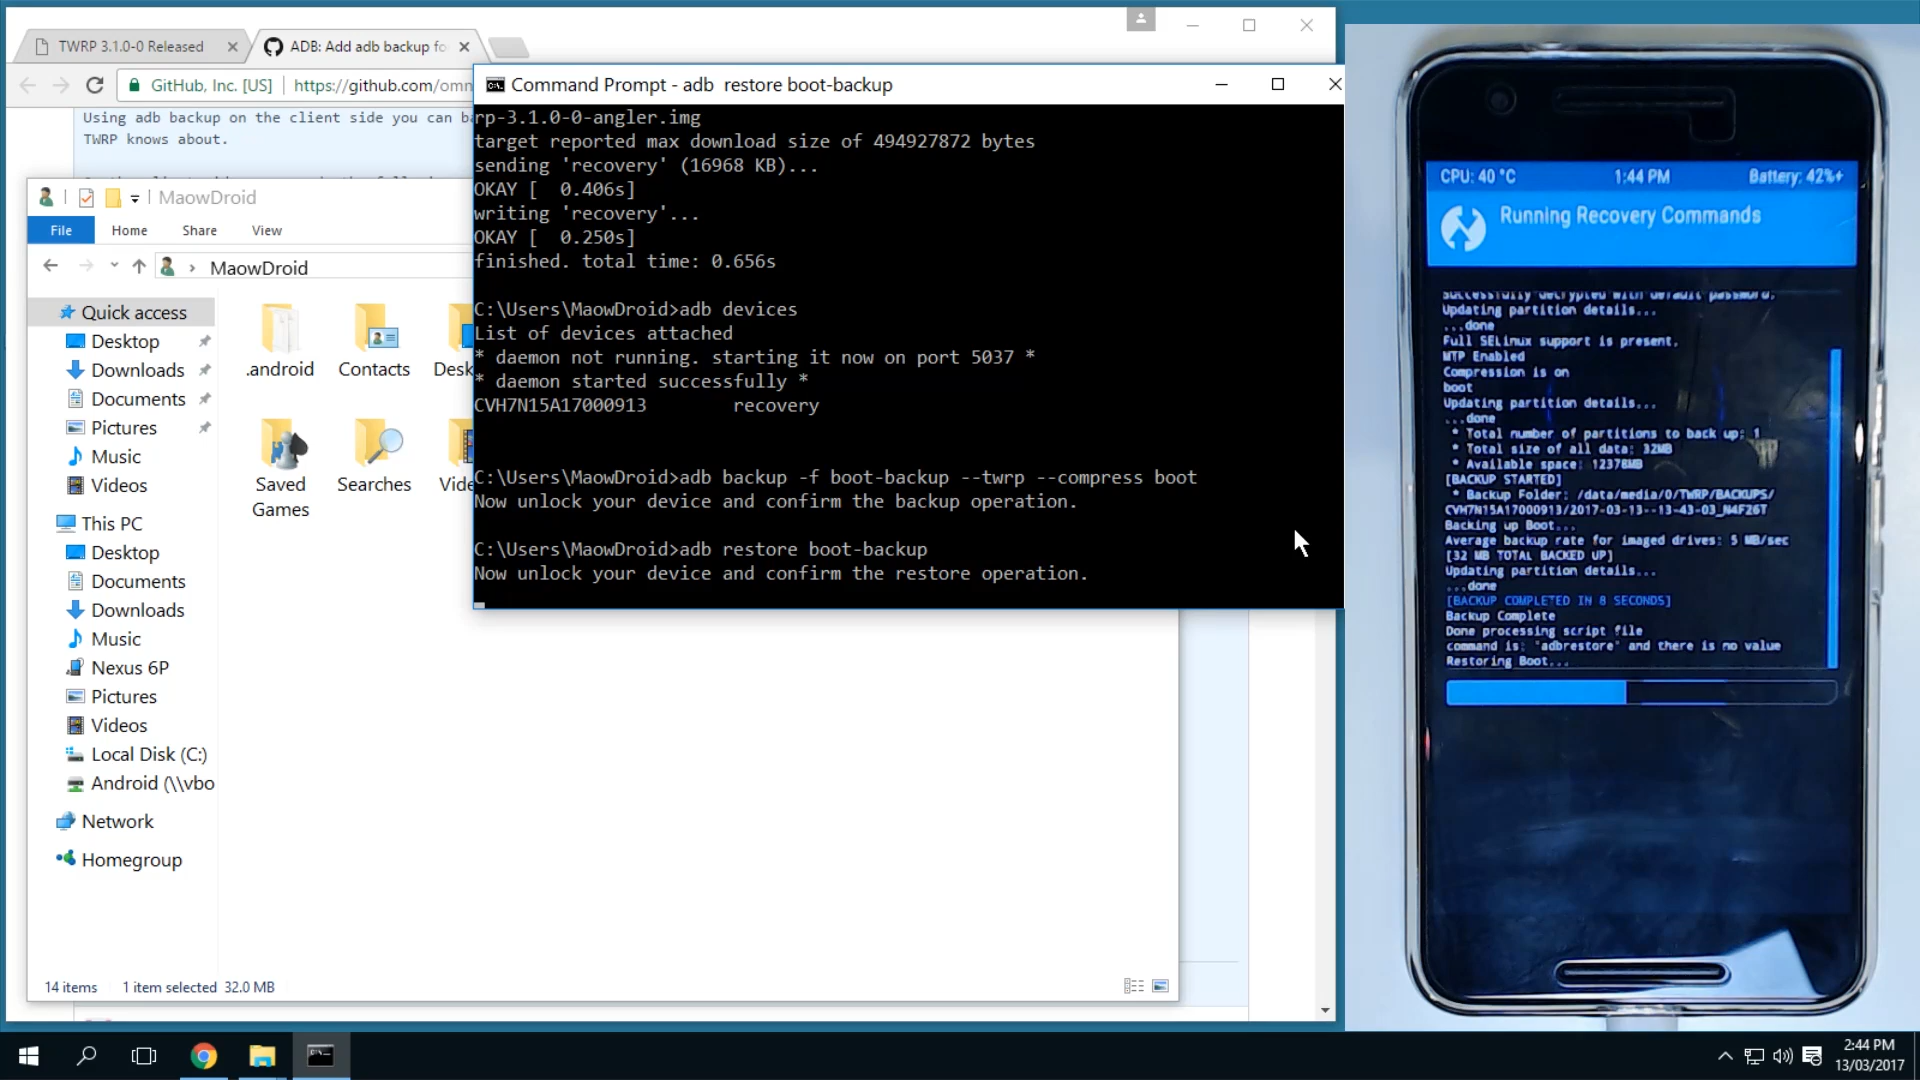 TWRP 3.1.0-0 Released
ADB: Add adb backup fo
GitHub, Inc. [US]
https://github.com/omn
Using adb backup on the client side you can ba
TWRP knows about.
MaowDroid
File
Home
Share
View
MaowDroid
Quick access
Desktop
Downloads
Documents
Pictures
Music
Videos
This PC
Desktop
Documents
Downloads
Music
Nexus 6P
Pictures
Videos
Local Disk (C:)
Android (\\vbo
Network
Homegroup
.android
Contacts
Desk
Saved Games
Searches
Vide
14 items
1 item selected 32.0 MB
Command Prompt - adb  restore boot-backup
rp-3.1.0-0-angler.img
target reported max download size of 494927872 bytes
sending 'recovery' (16968 KB)...
OKAY [  0.406s]
writing 'recovery'...
OKAY [  0.250s]
finished. total time: 0.656s
C:\Users\MaowDroid>adb devices
List of devices attached
* daemon not running. starting it now on port 5037 *
* daemon started successfully *
CVH7N15A17000913        recovery
C:\Users\MaowDroid>adb backup -f boot-backup --twrp --compress boot
Now unlock your device and confirm the backup operation.
C:\Users\MaowDroid>adb restore boot-backup
Now unlock your device and confirm the restore operation.
CPU: 40 °C
1:44 PM
Battery: 42%+
Running Recovery Commands
Successfully decrypted with default password.
Updating partition details...
...done
Full SELinux support is present.
MTP Enabled
Compression is on
boot
Updating partition details...
...done
* Total number of partitions to back up: 1
* Total size of all data: 32MB
* Available space: 12378MB
[BACKUP STARTED]
* Backup Folder: /data/media/0/TWRP/BACKUPS/
CVH7N15A17000913/2017-03-13--13-43-03_N4F26T
Backing up Boot...
Average backup rate for imaged drives: 5 MB/sec
[32 MB TOTAL BACKED UP]
Updating partition details...
...done
[BACKUP COMPLETED IN 8 SECONDS]
Backup Complete
Done processing script file
command is: "adbrestore" and there is no value
Restoring Boot...
2:44 PM
13/03/2017